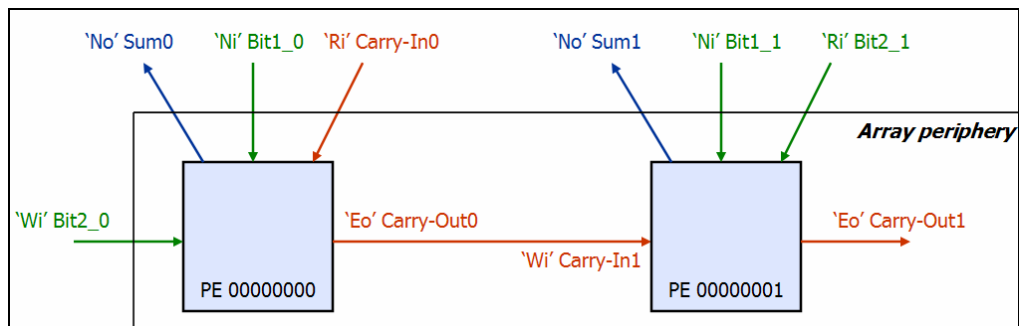 ‘No’ Sum0
‘Ni’ Bit1_0
‘Ri’ Carry-In0
‘No’ Sum1
‘Ni’ Bit1_1
‘Ri’ Bit2_1
Array periphery
‘Wi’ Bit2_0
‘Eo’ Carry-Out0
‘Wi’ Carry-In1
‘Eo’ Carry-Out1
PE 00000000
PE 00000001